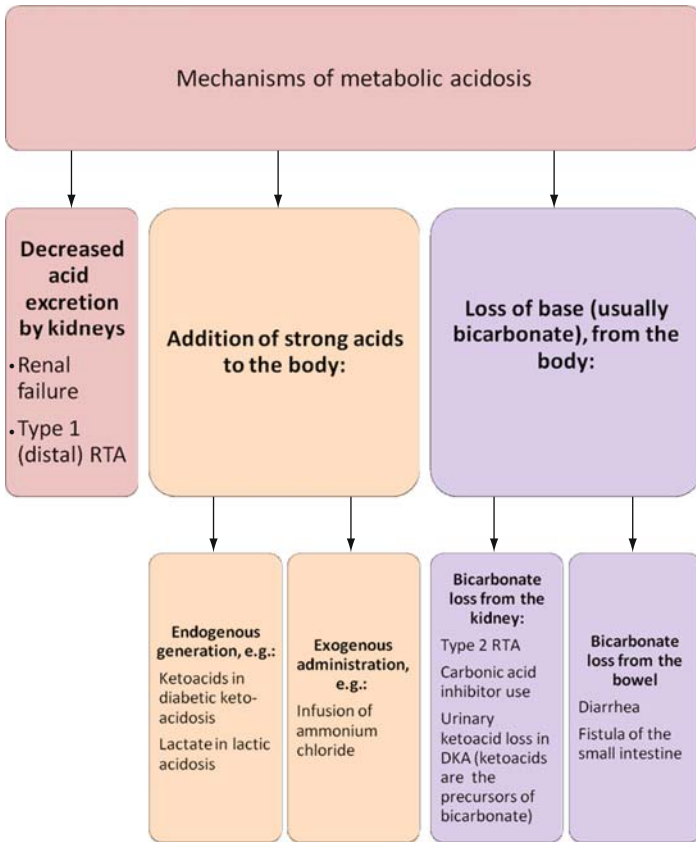 Mechanisms of metabolic acidosis
Decreased
acid
excretion
by kidneys
• Renal
failure
• Type 1
(distal) RTA
Addition of strong acids
to the body:
Loss of base (usually
bicarbonate), from the
body:
Endogenous
generation, e.g.:
Ketoacids in
diabetic keto-
acidosis
Lactate in lactic
acidosis
Exogenous
administration,
e.g.:
Infusion of
ammonium
chloride
Bicarbonate
loss from the
kidney:
Type 2 RTA
Carbonic acid
inhibitor use
Urinary
ketoacid loss in
DKA (ketoacids
are the
precursors of
bicarbonate)
Bicarbonate
loss from the
bowel
Diarrhea
Fistula of the
small intestine